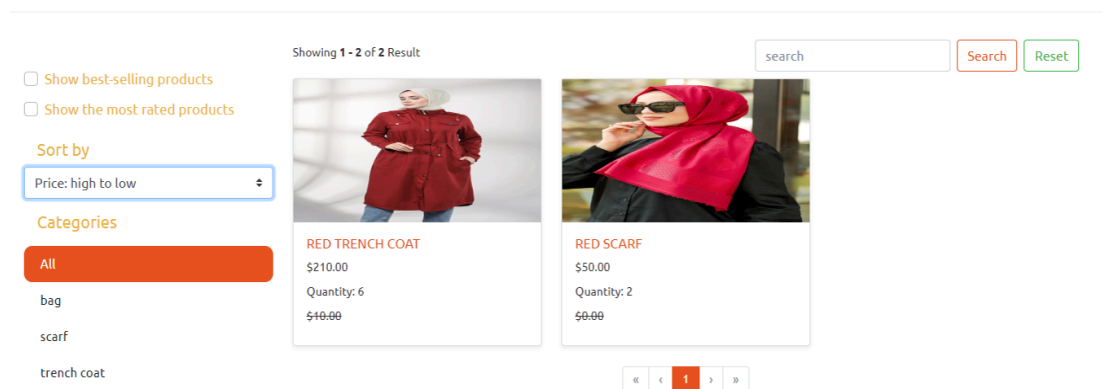 Showing 1 - 2 of 2 Result
search
Search
Reset
Show best-selling products
Show the most rated products
Sort by
Price: high to low
Categories
All
bag
scarf
trench coat
RED TRENCH COAT
$210.00
Quantity: 6
$10.00
RED SCARF
$50.00
Quantity: 2
$0.00
« ‹ 1 › »